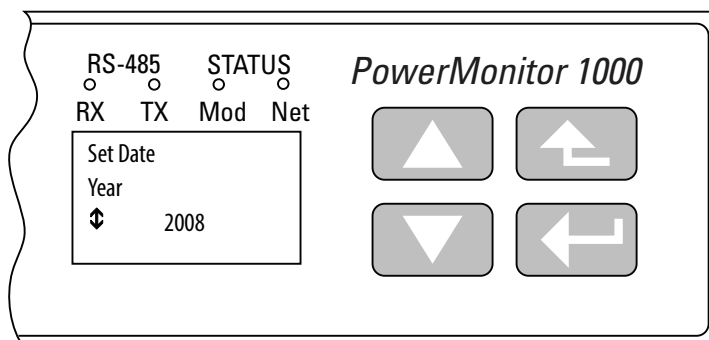 RS-485 STATUS PowerMonitor 1000
RX TX Mod Net
Set Date
Year
2008